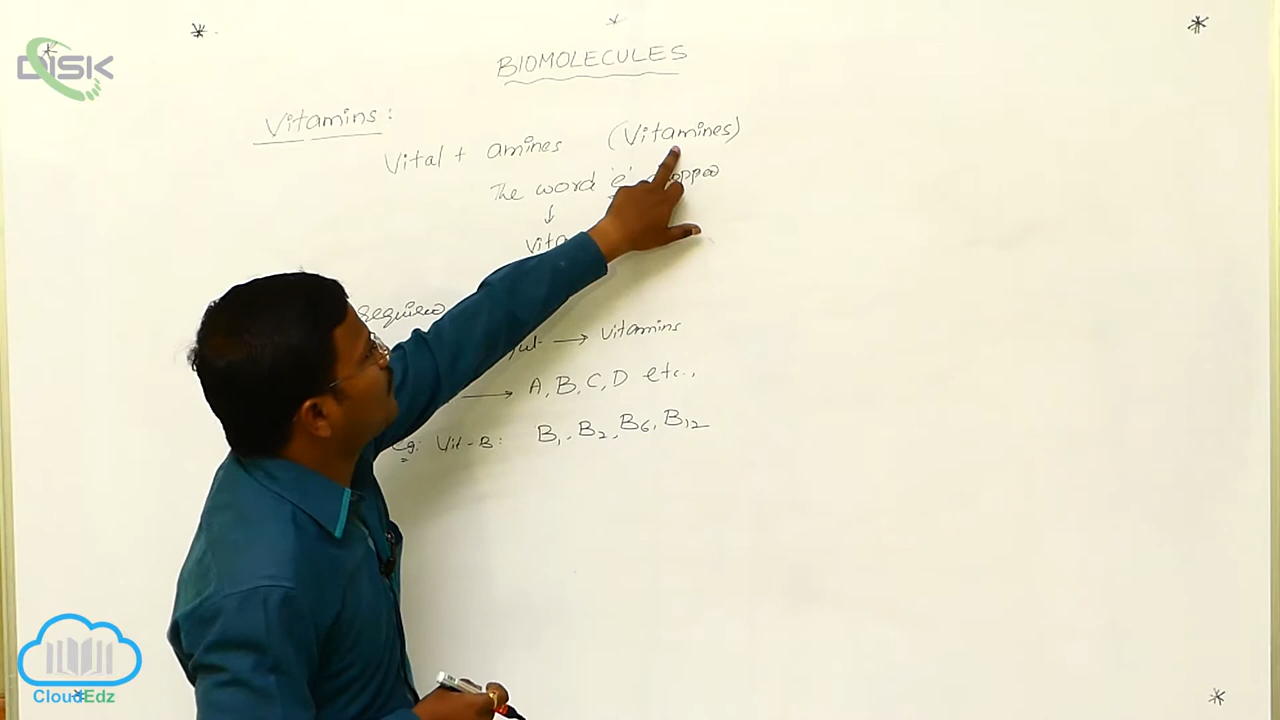 DISK
BIOMOLECULES
Vitamins:
Vital + amines (Vitamines)
The word 'e'
↓
required
→ Vitamins
→ A, B, C, D etc.,
Eg: Vit-B: B1, B2, B6, B12
CloudEdz